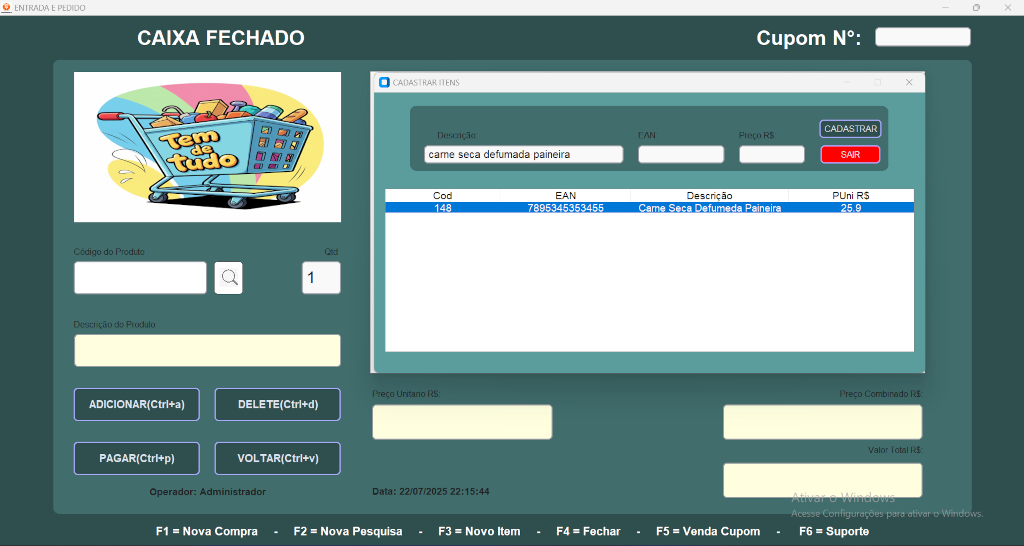 ENTRADA E PEDIDO
CAIXA FECHADO
Cupom N°:
CADASTRAR ITENS
Descrição
EAN
Preço R$
CADASTRAR
carne seca defumada paineira
SAIR
Tem
de
tudo
Cod EAN Descrição PUni R$
148 7895345353455 Carne Seca Defumeda Paineira 25.9
Código do Produto
Qtd
1
Descrição do Produto
ADICIONAR(Ctrl+a)
DELETE(Ctrl+d)
Preço Unitario R$:
Preço Combinado R$:
PAGAR(Ctrl+p)
VOLTAR(Ctrl+v)
Valor Total R$:
Operador: Administrador
Data: 22/07/2025 22:15:44
Ativar o Windows
Acesse Configurações para ativar o Windows.
F1 = Nova Compra - F2 = Nova Pesquisa - F3 = Novo Item - F4 = Fechar - F5 = Venda Cupom - F6 = Suporte